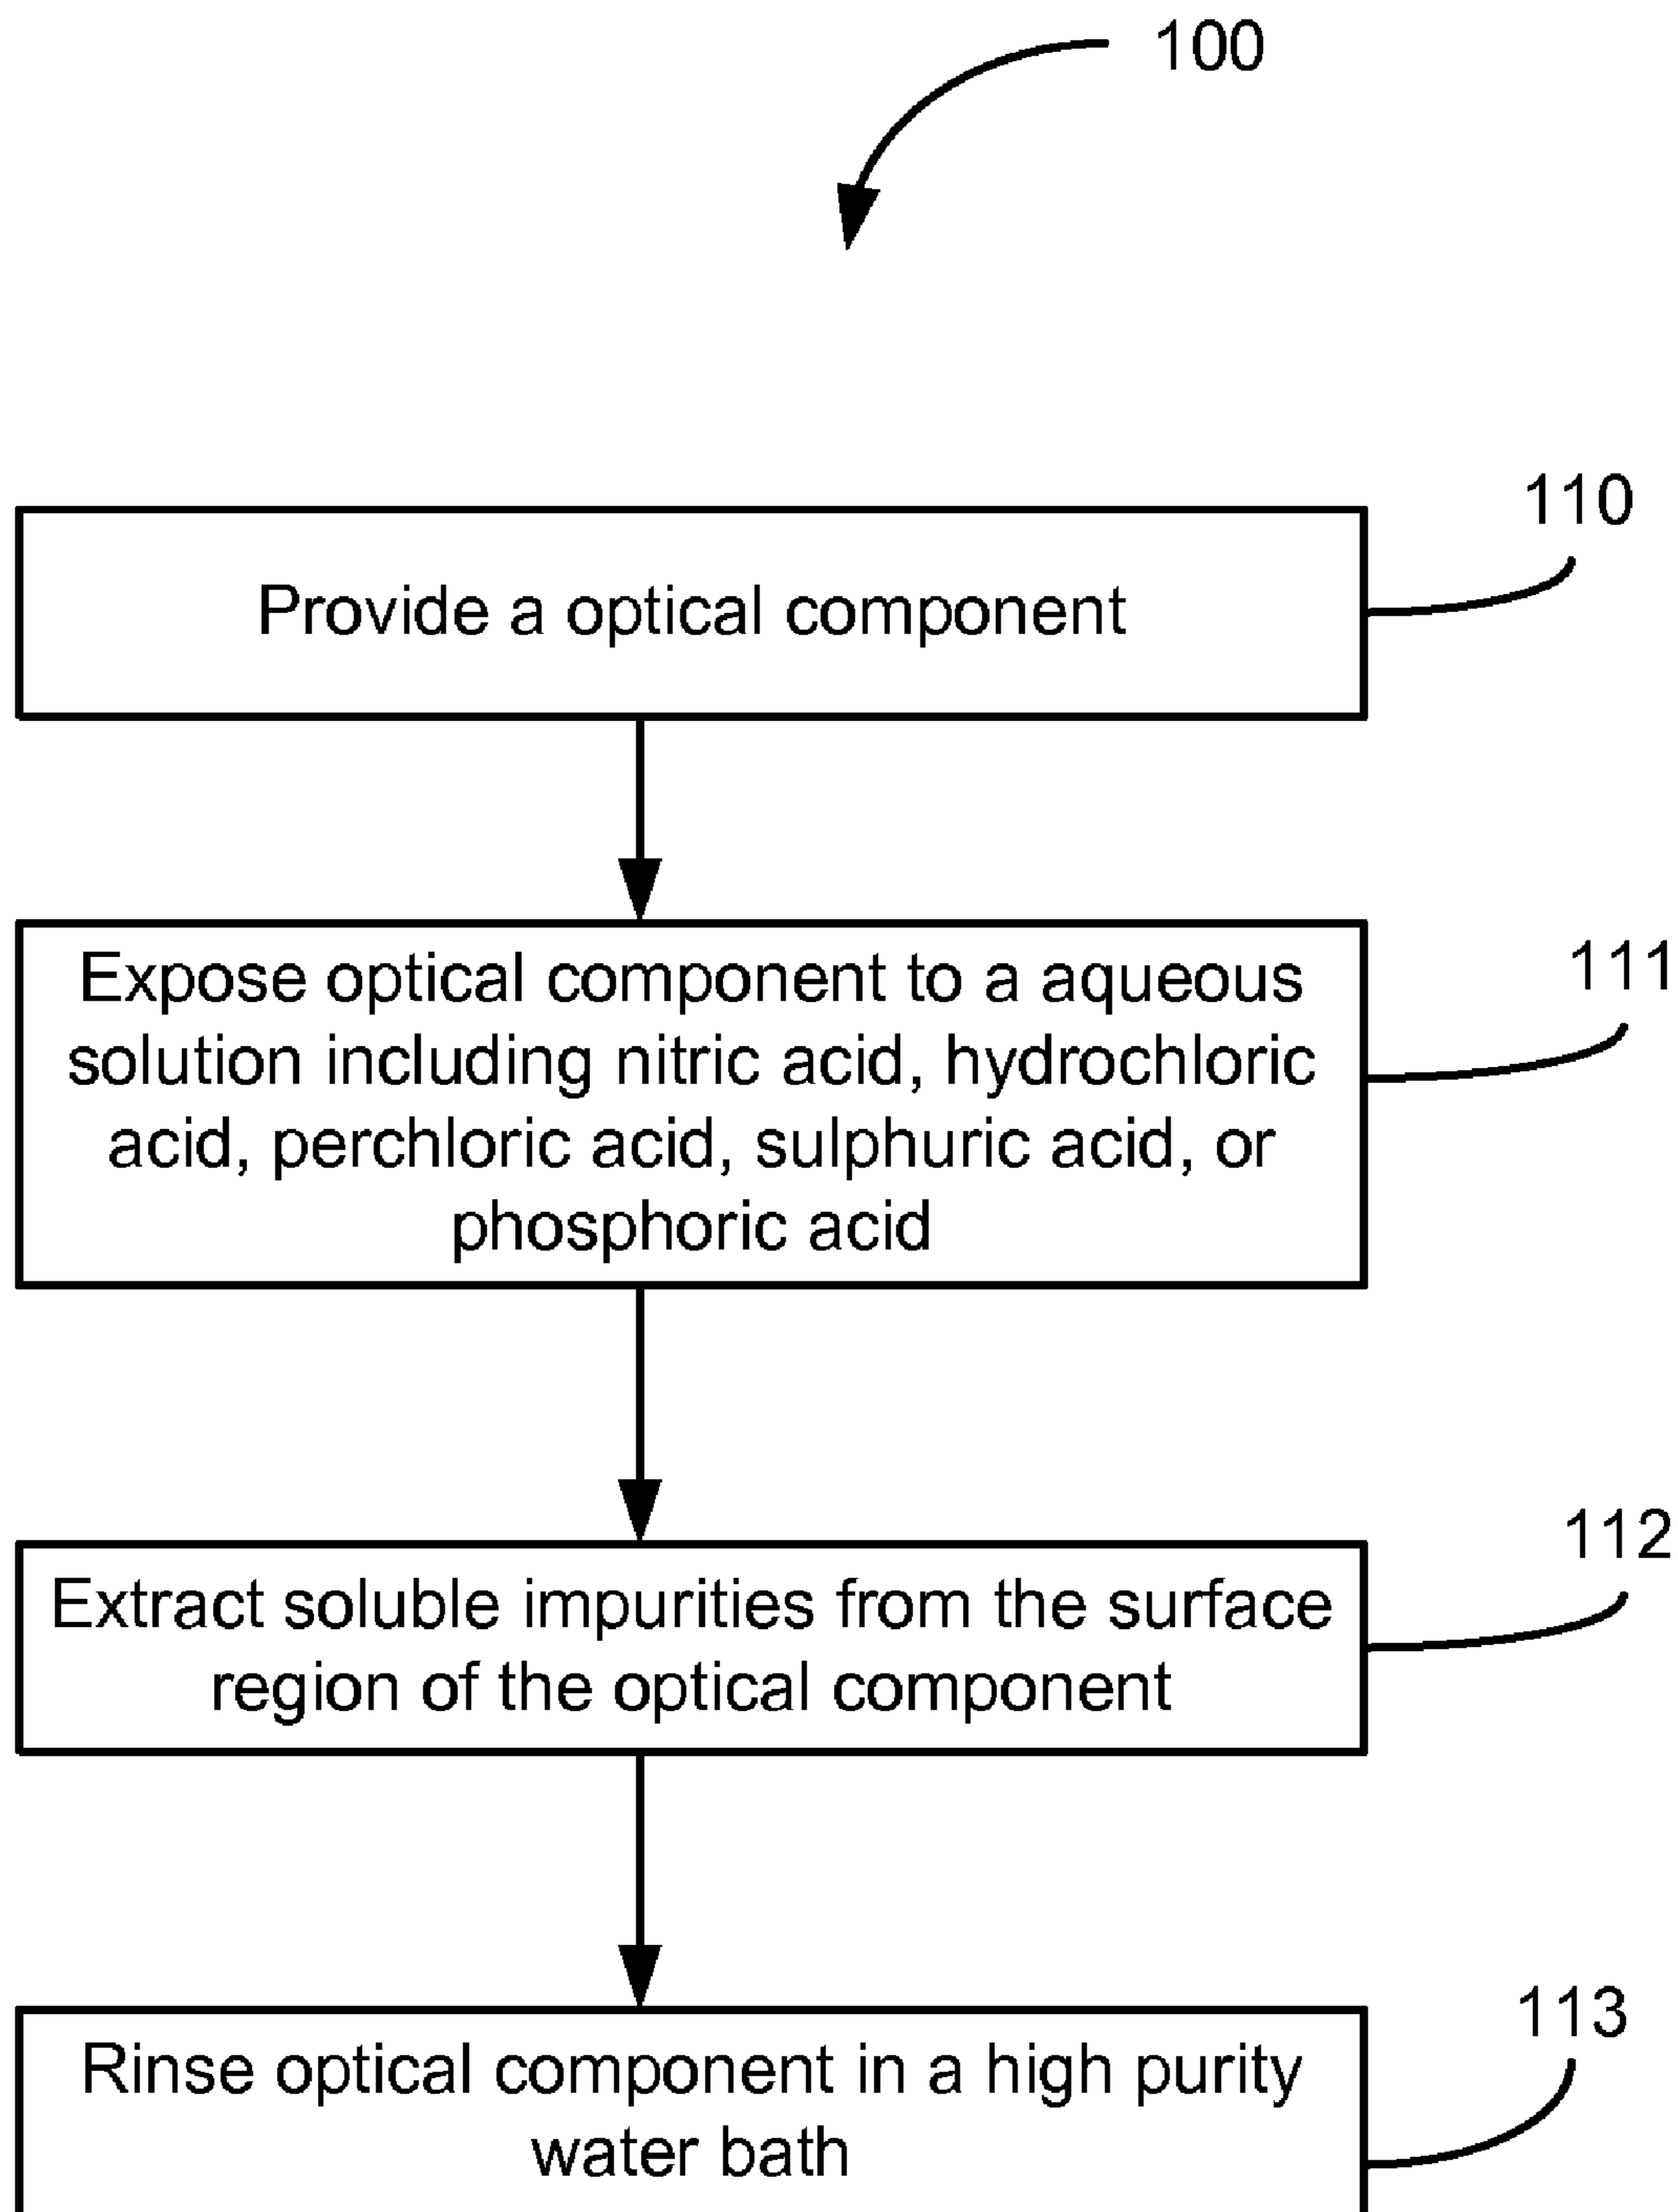 100
110
Provide a optical component
111
Expose optical component to a aqueous
solution including nitric acid, hydrochloric
acid, perchloric acid, sulphuric acid, or
phosphoric acid
112
Extract soluble impurities from the surface
region of the optical component
113
Rinse optical component in a high purity
water bath